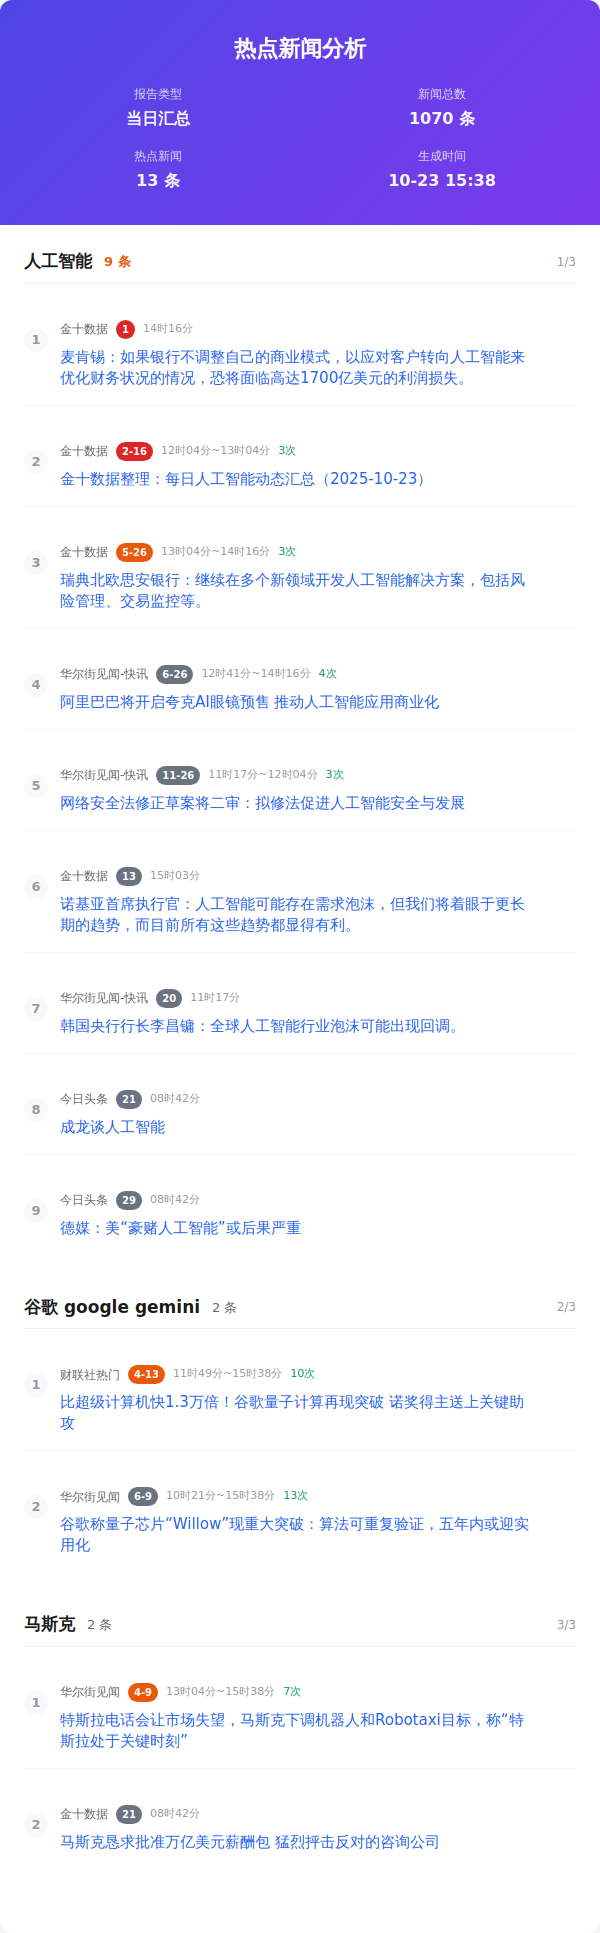 热点新闻分析
报告类型
当日汇总
新闻总数
1070 条
热点新闻
13 条
生成时间
10-23 15:38
人工智能 9 条 1/3
1
金十数据 1 14时16分
麦肯锡：如果银行不调整自己的商业模式，以应对客户转向人工智能来
优化财务状况的情况，恐将面临高达1700亿美元的利润损失。
2
金十数据 2-16 12时04分~13时04分 3次
金十数据整理：每日人工智能动态汇总（2025-10-23）
3
金十数据 5-26 13时04分~14时16分 3次
瑞典北欧思安银行：继续在多个新领域开发人工智能解决方案，包括风
险管理、交易监控等。
4
华尔街见闻-快讯 6-26 12时41分~14时16分 4次
阿里巴巴将开启夸克AI眼镜预售 推动人工智能应用商业化
5
华尔街见闻-快讯 11-26 11时17分~12时04分 3次
网络安全法修正草案将二审：拟修法促进人工智能安全与发展
6
金十数据 13 15时03分
诺基亚首席执行官：人工智能可能存在需求泡沫，但我们将着眼于更长
期的趋势，而目前所有这些趋势都显得有利。
7
华尔街见闻-快讯 20 11时17分
韩国央行行长李昌镛：全球人工智能行业泡沫可能出现回调。
8
今日头条 21 08时42分
成龙谈人工智能
9
今日头条 29 08时42分
德媒：美“豪赌人工智能”或后果严重
谷歌 google gemini 2 条 2/3
1
财联社热门 4-13 11时49分~15时38分 10次
比超级计算机快1.3万倍！谷歌量子计算再现突破 诺奖得主送上关键助
攻
2
华尔街见闻 6-9 10时21分~15时38分 13次
谷歌称量子芯片“Willow”现重大突破：算法可重复验证，五年内或迎实
用化
马斯克 2 条 3/3
1
华尔街见闻 4-9 13时04分~15时38分 7次
特斯拉电话会让市场失望，马斯克下调机器人和Robotaxi目标，称“特
斯拉处于关键时刻”
2
金十数据 21 08时42分
马斯克恳求批准万亿美元薪酬包 猛烈抨击反对的咨询公司